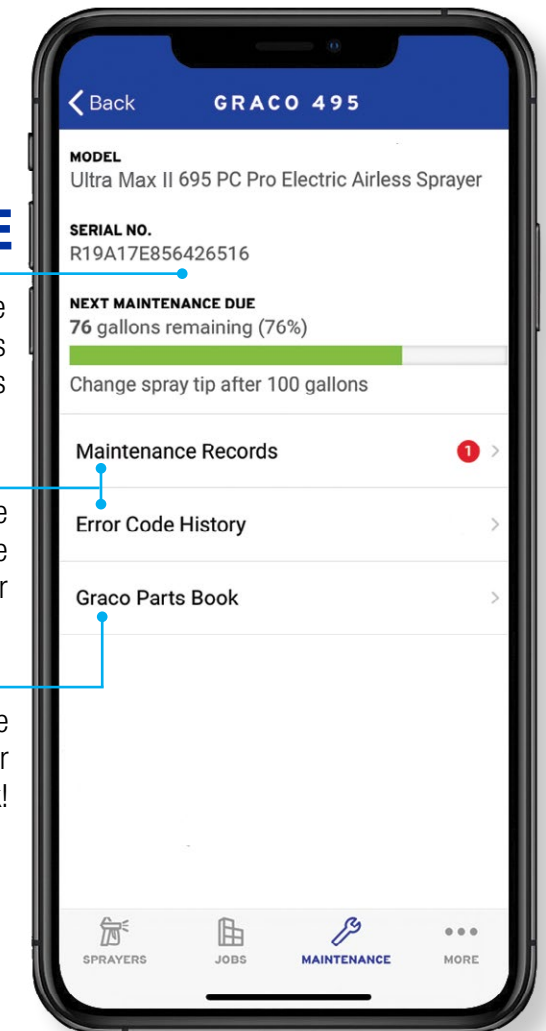 Back GRACO 495
MODEL
Ultra Max II 695 PC Pro Electric Airless Sprayer
SERIAL NO.
R19A17E856426516
NEXT MAINTENANCE DUE
76 gallons remaining (76%)
Change spray tip after 100 gallons
Maintenance Records 1
Error Code History
Graco Parts Book
SPRAYERS JOBS MAINTENANCE MORE